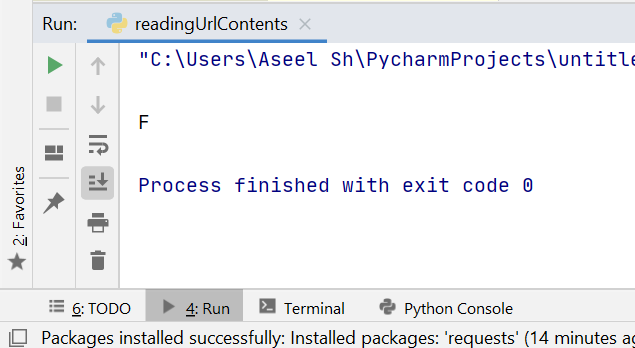 Run: readingUrlContents
"C:\Users\Aseel Sh\PycharmProjects\untitle
F
Process finished with exit code 0
2: Favorites
6: TODO 4: Run Terminal Python Console
Packages installed successfully: Installed packages: 'requests' (14 minutes ag